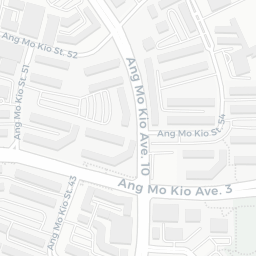 Ang Mo Kio St. 52
Ang Mo Kio St. 51
Ang Mo Kio Ave. 10
Ang Mo Kio St. 54
Ang Mo Kio Ave. 3
Ang Mo Kio St. 43